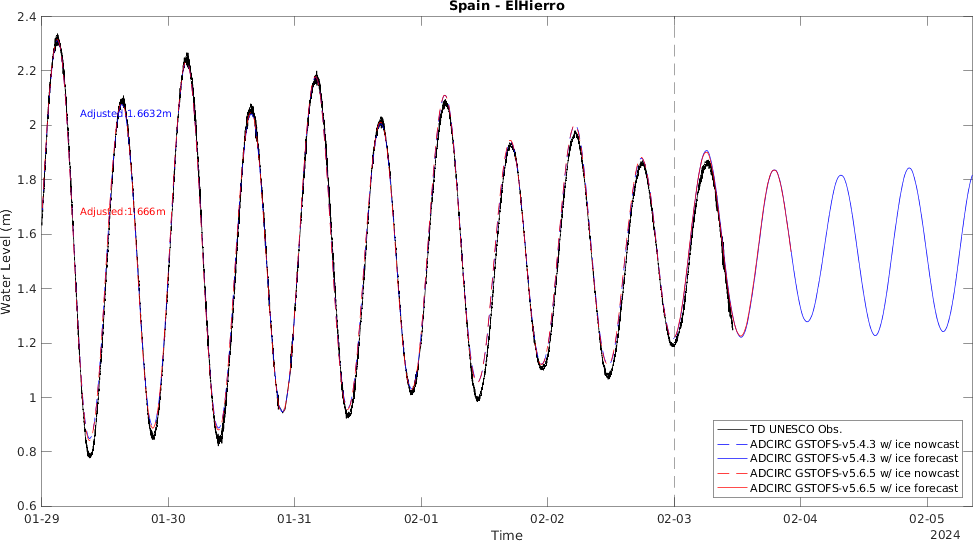 Spain - ElHierro
2.4
2.2
2
1.8
1.6
1.4
1.2
1
0.8
0.6
Water Level (m)
Adjusted:1.6632m
Adjusted:1.666m
TD UNESCO Obs.
ADCIRC GSTOFS-v5.4.3 w/ ice nowcast
ADCIRC GSTOFS-v5.4.3 w/ ice forecast
ADCIRC GSTOFS-v5.6.5 w/ ice nowcast
ADCIRC GSTOFS-v5.6.5 w/ ice forecast
01-29 01-30 01-31 02-01 02-02 02-03 02-04 02-05
Time
2024